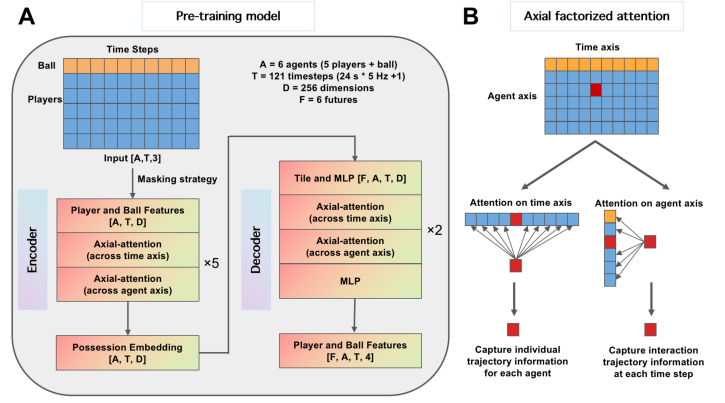 A
Pre-training model
Time Steps
Ball
Players
Input [A,T,3]
Masking strategy
A = 6 agents (5 players + ball)
T = 121 timesteps (24 s * 5 Hz +1)
D = 256 dimensions
F = 6 futures
Encoder
Player and Ball Features
[A, T, D]
Axial-attention
(across time axis)
Axial-attention
(across agent axis)
×5
Possession Embedding
[A, T, D]
Decoder
Tile and MLP [F, A, T, D]
Axial-attention
(across time axis)
Axial-attention
(across agent axis)
MLP
×2
Player and Ball Features
[F, A, T, 4]
B
Axial factorized attention
Time axis
Agent axis
Attention on time axis
Attention on agent axis
Capture individual
trajectory information
for each agent
Capture interaction
trajectory information
at each time step